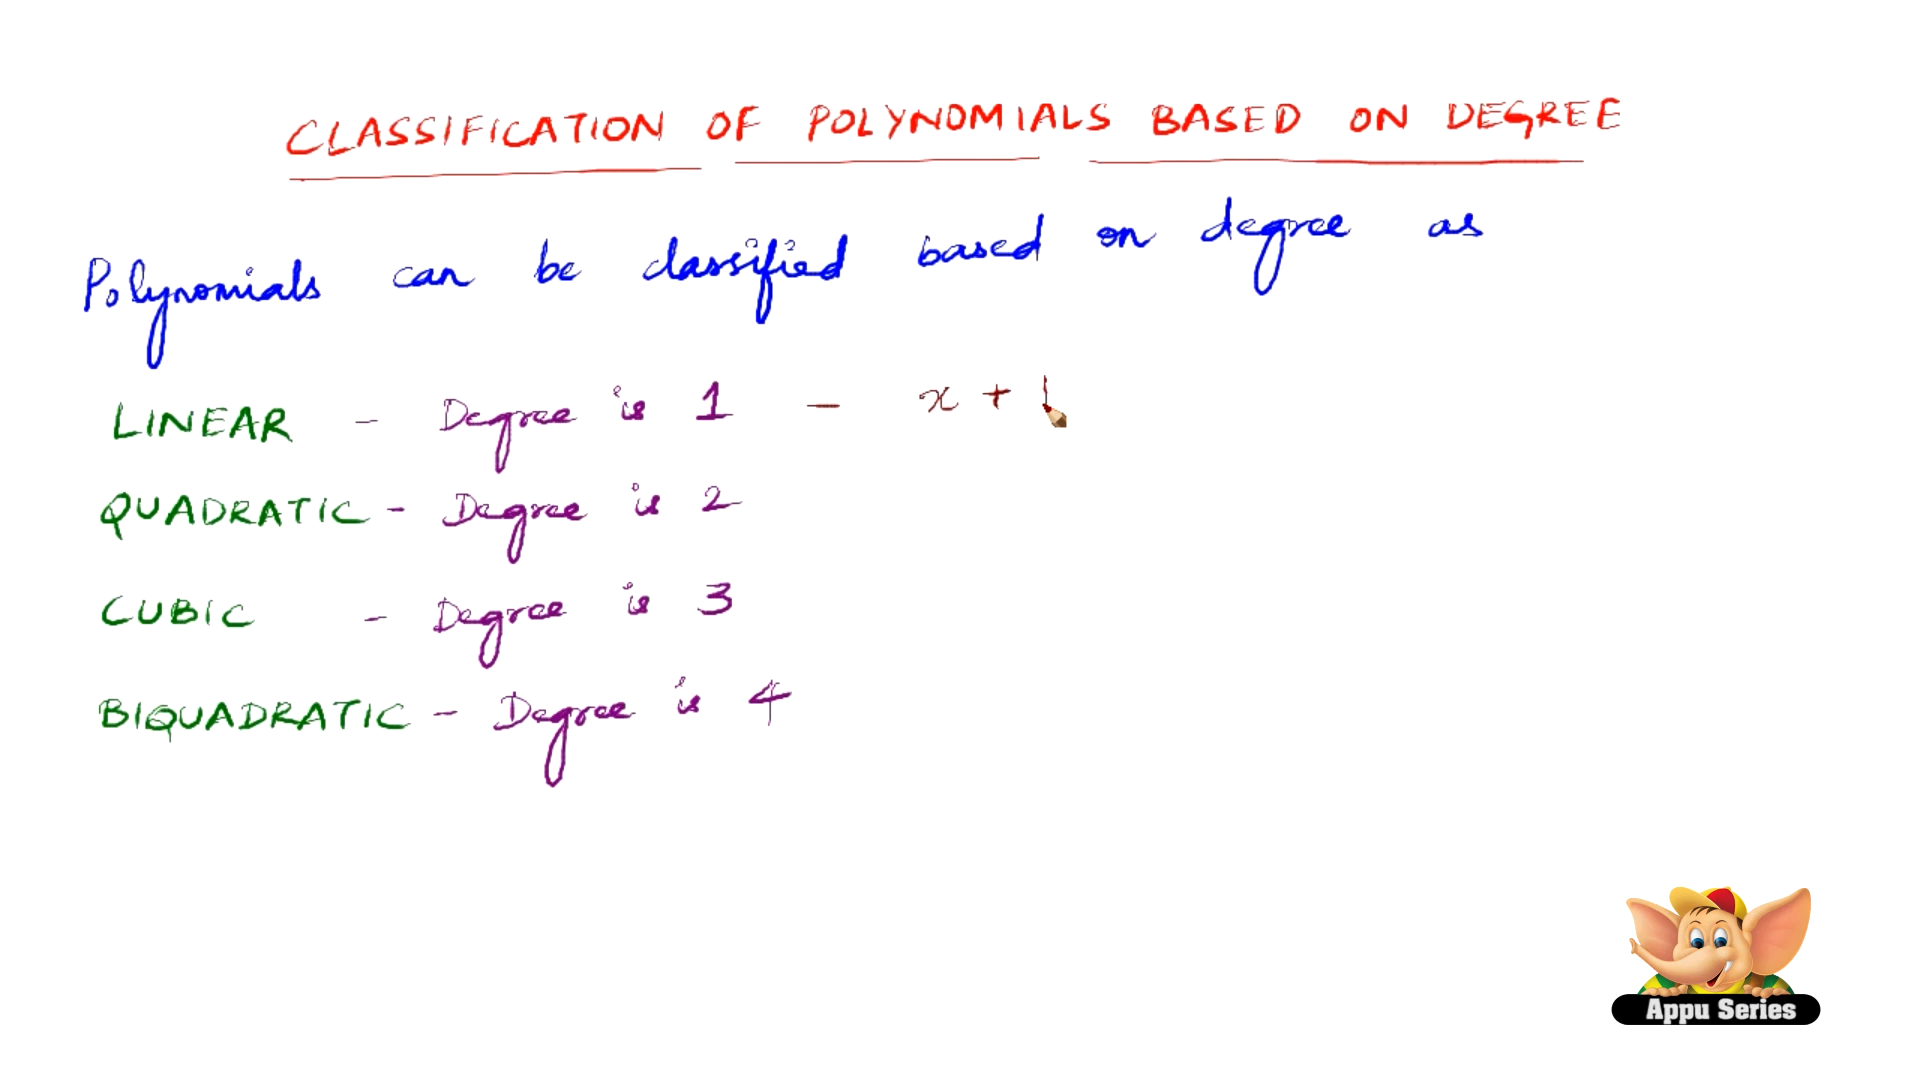 CLASSIFICATION OF POLYNOMIALS BASED ON DEGREE
Polynomials can be classified based on degree as
LINEAR - Degree is 1 - x +
QUADRATIC - Degree is 2
CUBIC - Degree is 3
BIQUADRATIC - Degree is 4
Appu Series